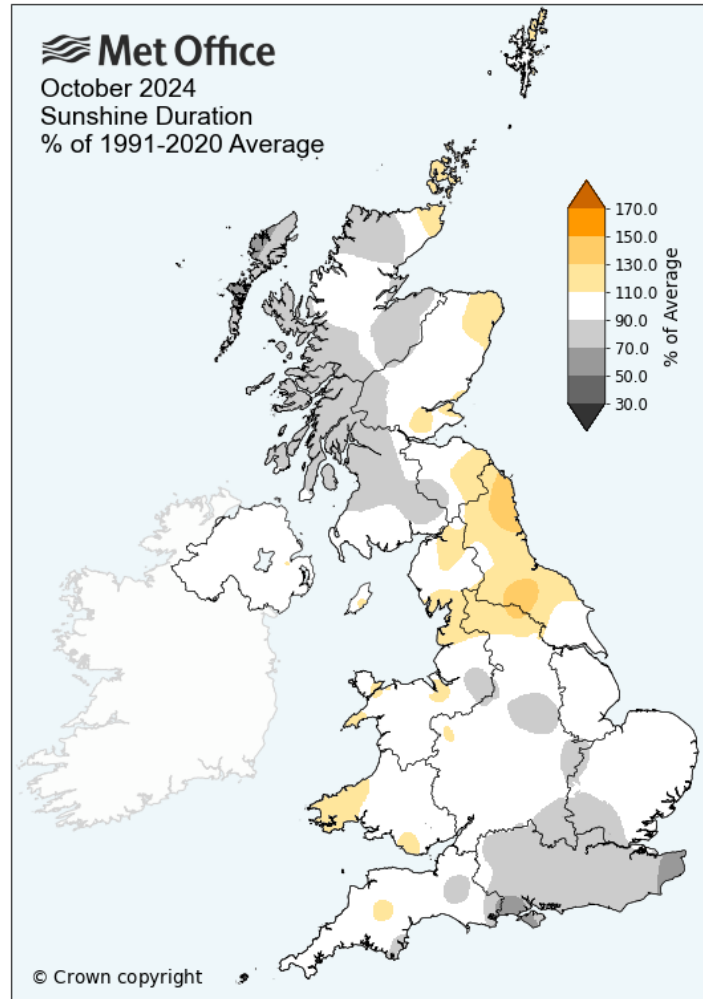 Met Office
October 2024
Sunshine Duration
% of 1991-2020 Average
170.0
150.0
130.0
110.0
90.0
70.0
50.0
30.0
% of Average
© Crown copyright